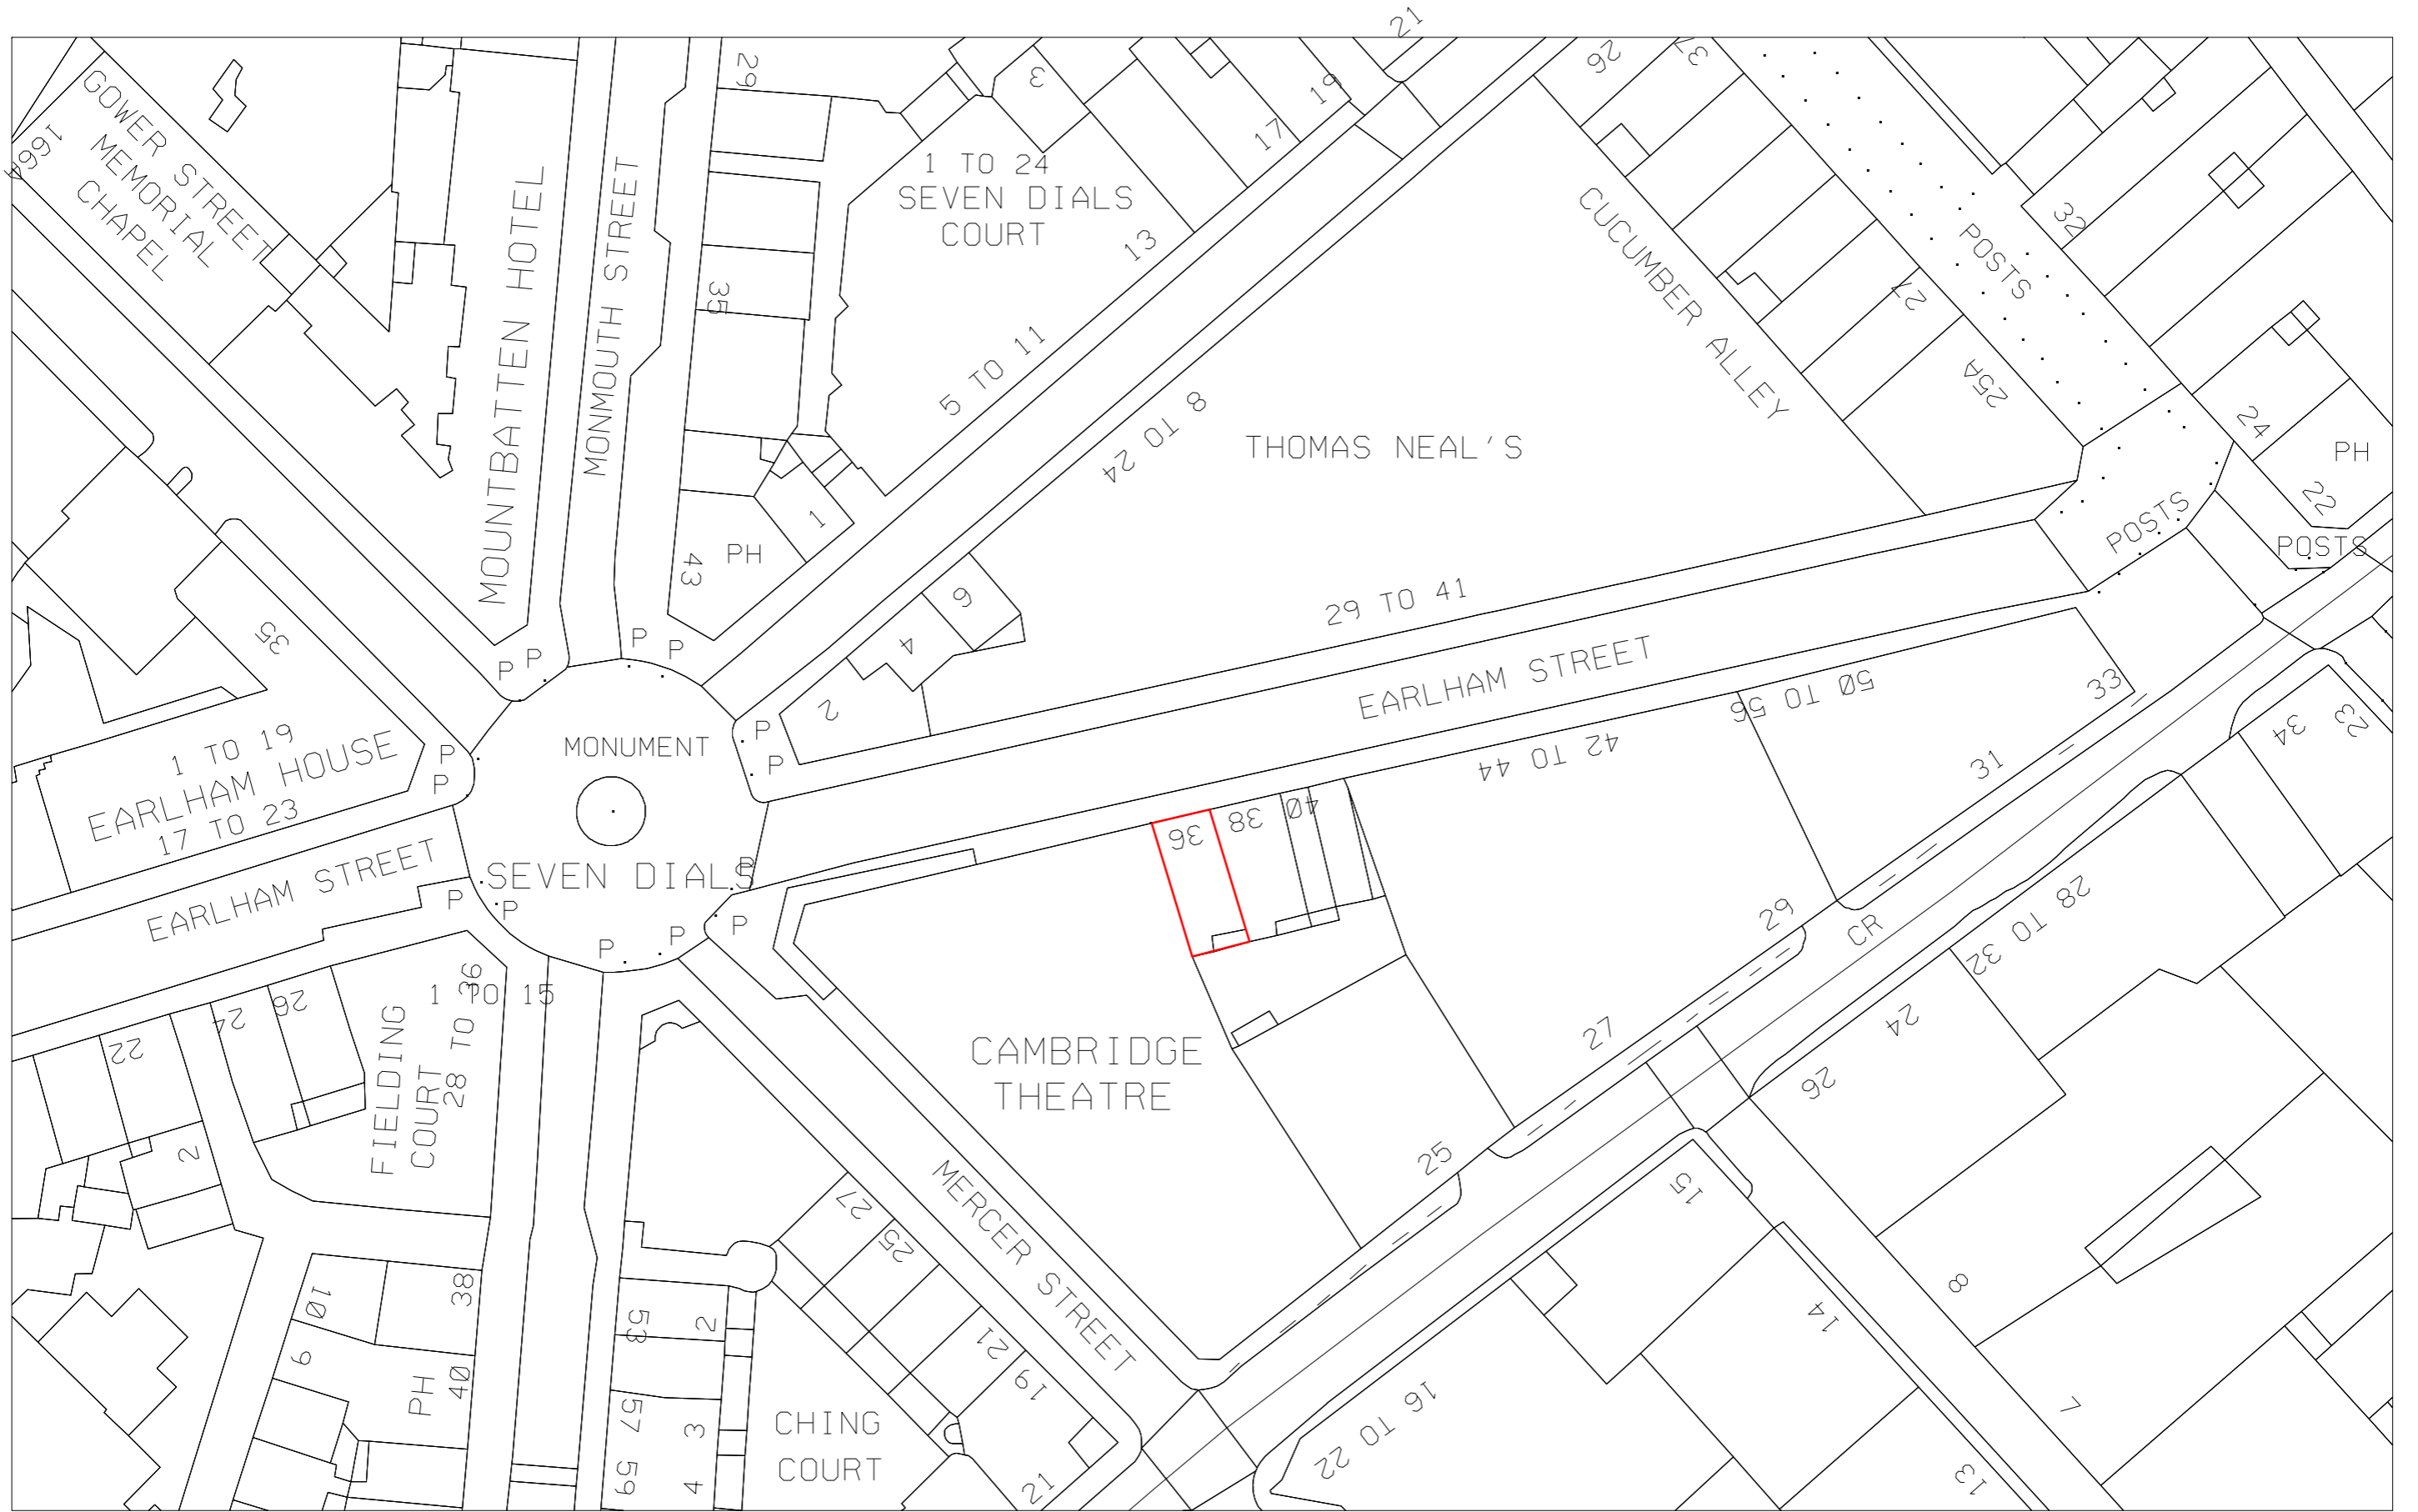 21
GOWER STREET
MEMORIAL
CHAPEL
166
MOUNTBATTEN HOTEL
MONMOUTH STREET
29
35
43
PH
1
3
1 TO 24
SEVEN DIALS
COURT
5 TO 11
13
17
19
26
37
8 TO 24
THOMAS NEAL'S
CUCUMBER ALLEY
27
25A
POSTS
32
24
PH
22
POSTS
POSTS
2
4
6
29 TO 41
EARLHAM STREET
50 TO 56
42 TO 44
33
31
34
23
35
1 TO 19
EARLHAM HOUSE
17 TO 23
EARLHAM STREET
P
P
P
P
P
P
P
P
MONUMENT
SEVEN DIALS
P
P
P
P
P
P
36
38
40
29
CR
28 TO 32
27
24
26
25
CAMBRIDGE
THEATRE
MERCER STREET
22
24
26
2
FIELDING
COURT
1 TO 15
28 TO 36
10
9
38
40
PH
53
57
59
2
3
4
27
25
21
19
21
CHING
COURT
15
14
13
16 TO 22
8
7